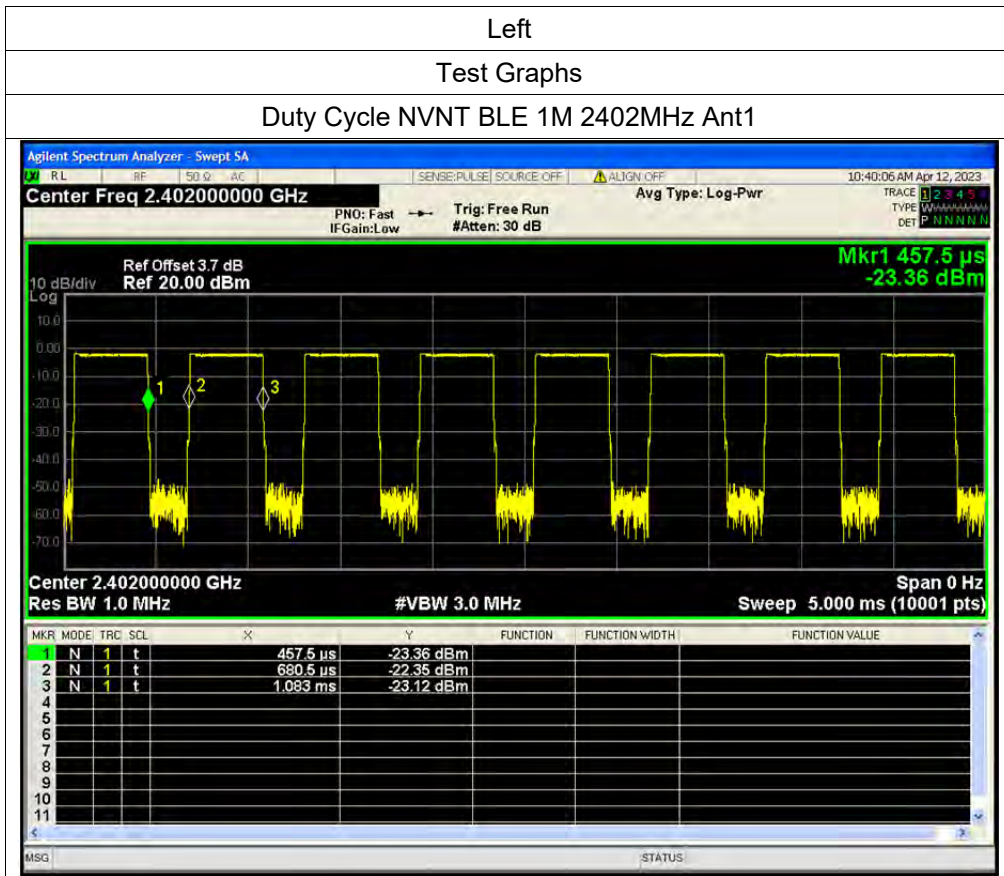 Left
Test Graphs
Duty Cycle NVNT BLE 1M 2402MHz Ant1
Agilent Spectrum Analyzer - Swept SA
RL RF 50 Ω AC SENSE:PULSE SOURCE OFF ALIGN OFF 10:40:06 AM Apr 12, 2023
Center Freq 2.402000000 GHz Avg Type: Log-Pwr TRACE 1 2 3 4 5
PNO: Fast Trig: Free Run TYPE
IFGain:Low #Atten: 30 dB DET P N N N N N
Mkr1 457.5 µs
Ref Offset 3.7 dB
10 dB/div Ref 20.00 dBm -23.36 dBm
Log
10.0
0.00
-10.0
-20.0
-30.0
-40.0
-50.0
-60.0
-70.0
1 2 3
Center 2.402000000 GHz Span 0 Hz
Res BW 1.0 MHz #VBW 3.0 MHz Sweep 5.000 ms (10001 pts)
MKR MODE TRC SCL X Y FUNCTION FUNCTION WIDTH FUNCTION VALUE
1 N 1 t 457.5 µs -23.36 dBm
2 N 1 t 680.5 µs -22.35 dBm
3 N 1 t 1.083 ms -23.12 dBm
4
5
6
7
8
9
10
11
MSG STATUS